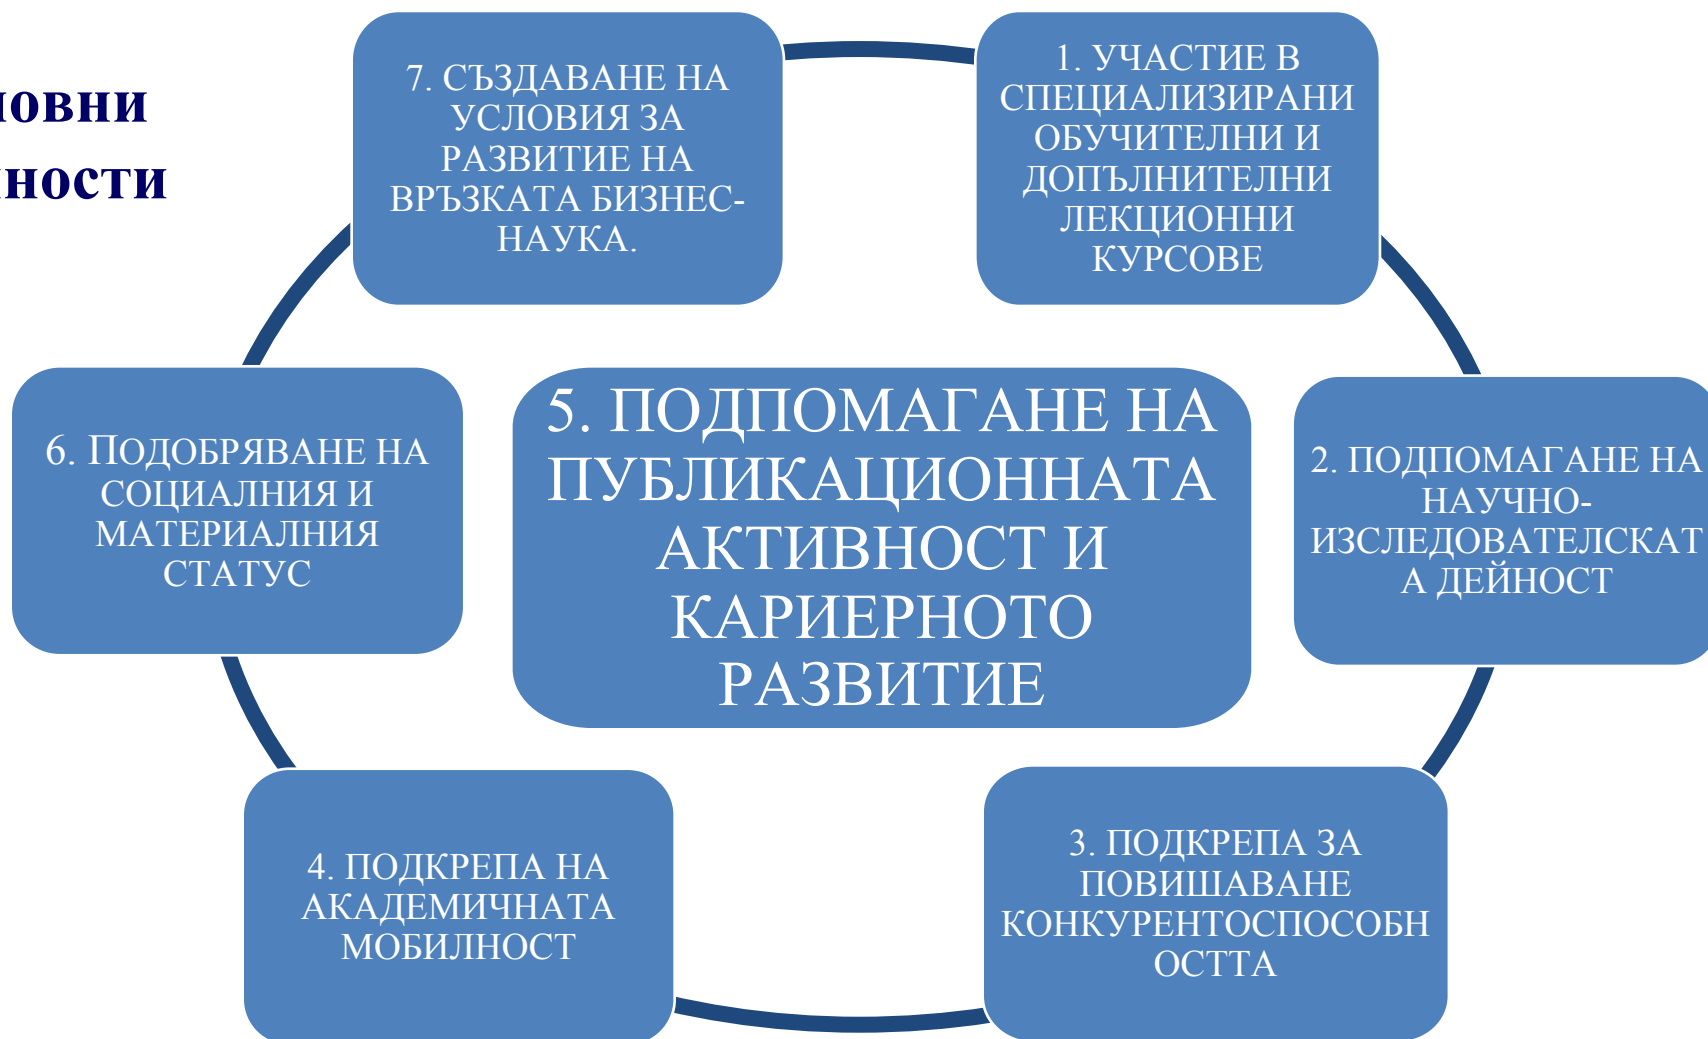 7. СЪЗДАВАНЕ НА
УСЛОВИЯ ЗА
РАЗВИТИЕ НА
ВРЪЗКАТА БИЗНЕС-
НАУКА.
1. УЧАСТИЕ В
СПЕЦИАЛИЗИРАНИ
ОБУЧИТЕЛНИ И
ДОПЪЛНИТЕЛНИ
ЛЕКЦИОННИ
КУРСОВЕ
6. ПОДОБРЯВАНЕ НА
СОЦИАЛНИЯ И
МАТЕРИАЛНИЯ
СТАТУС
5. ПОДПОМАГАНЕ НА
ПУБЛИКАЦИОННАТА
АКТИВНОСТ И
КАРИЕРНОТО
РАЗВИТИЕ
2. ПОДПОМАГАНЕ НА
НАУЧНО-
ИЗСЛЕДОВАТЕЛСКАТ
А ДЕЙНОСТ
4. ПОДКРЕПА НА
АКАДЕМИЧНАТА
МОБИЛНОСТ
3. ПОДКРЕПА ЗА
ПОВИШАВАНЕ
КОНКУРЕНТОСПОСОБН
ОСТТА